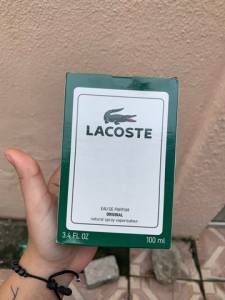 LACOSTE
EAU DE PARFUM
ORIGINAL
natural spray vaporisateur
3.4 FL OZ
100 ml